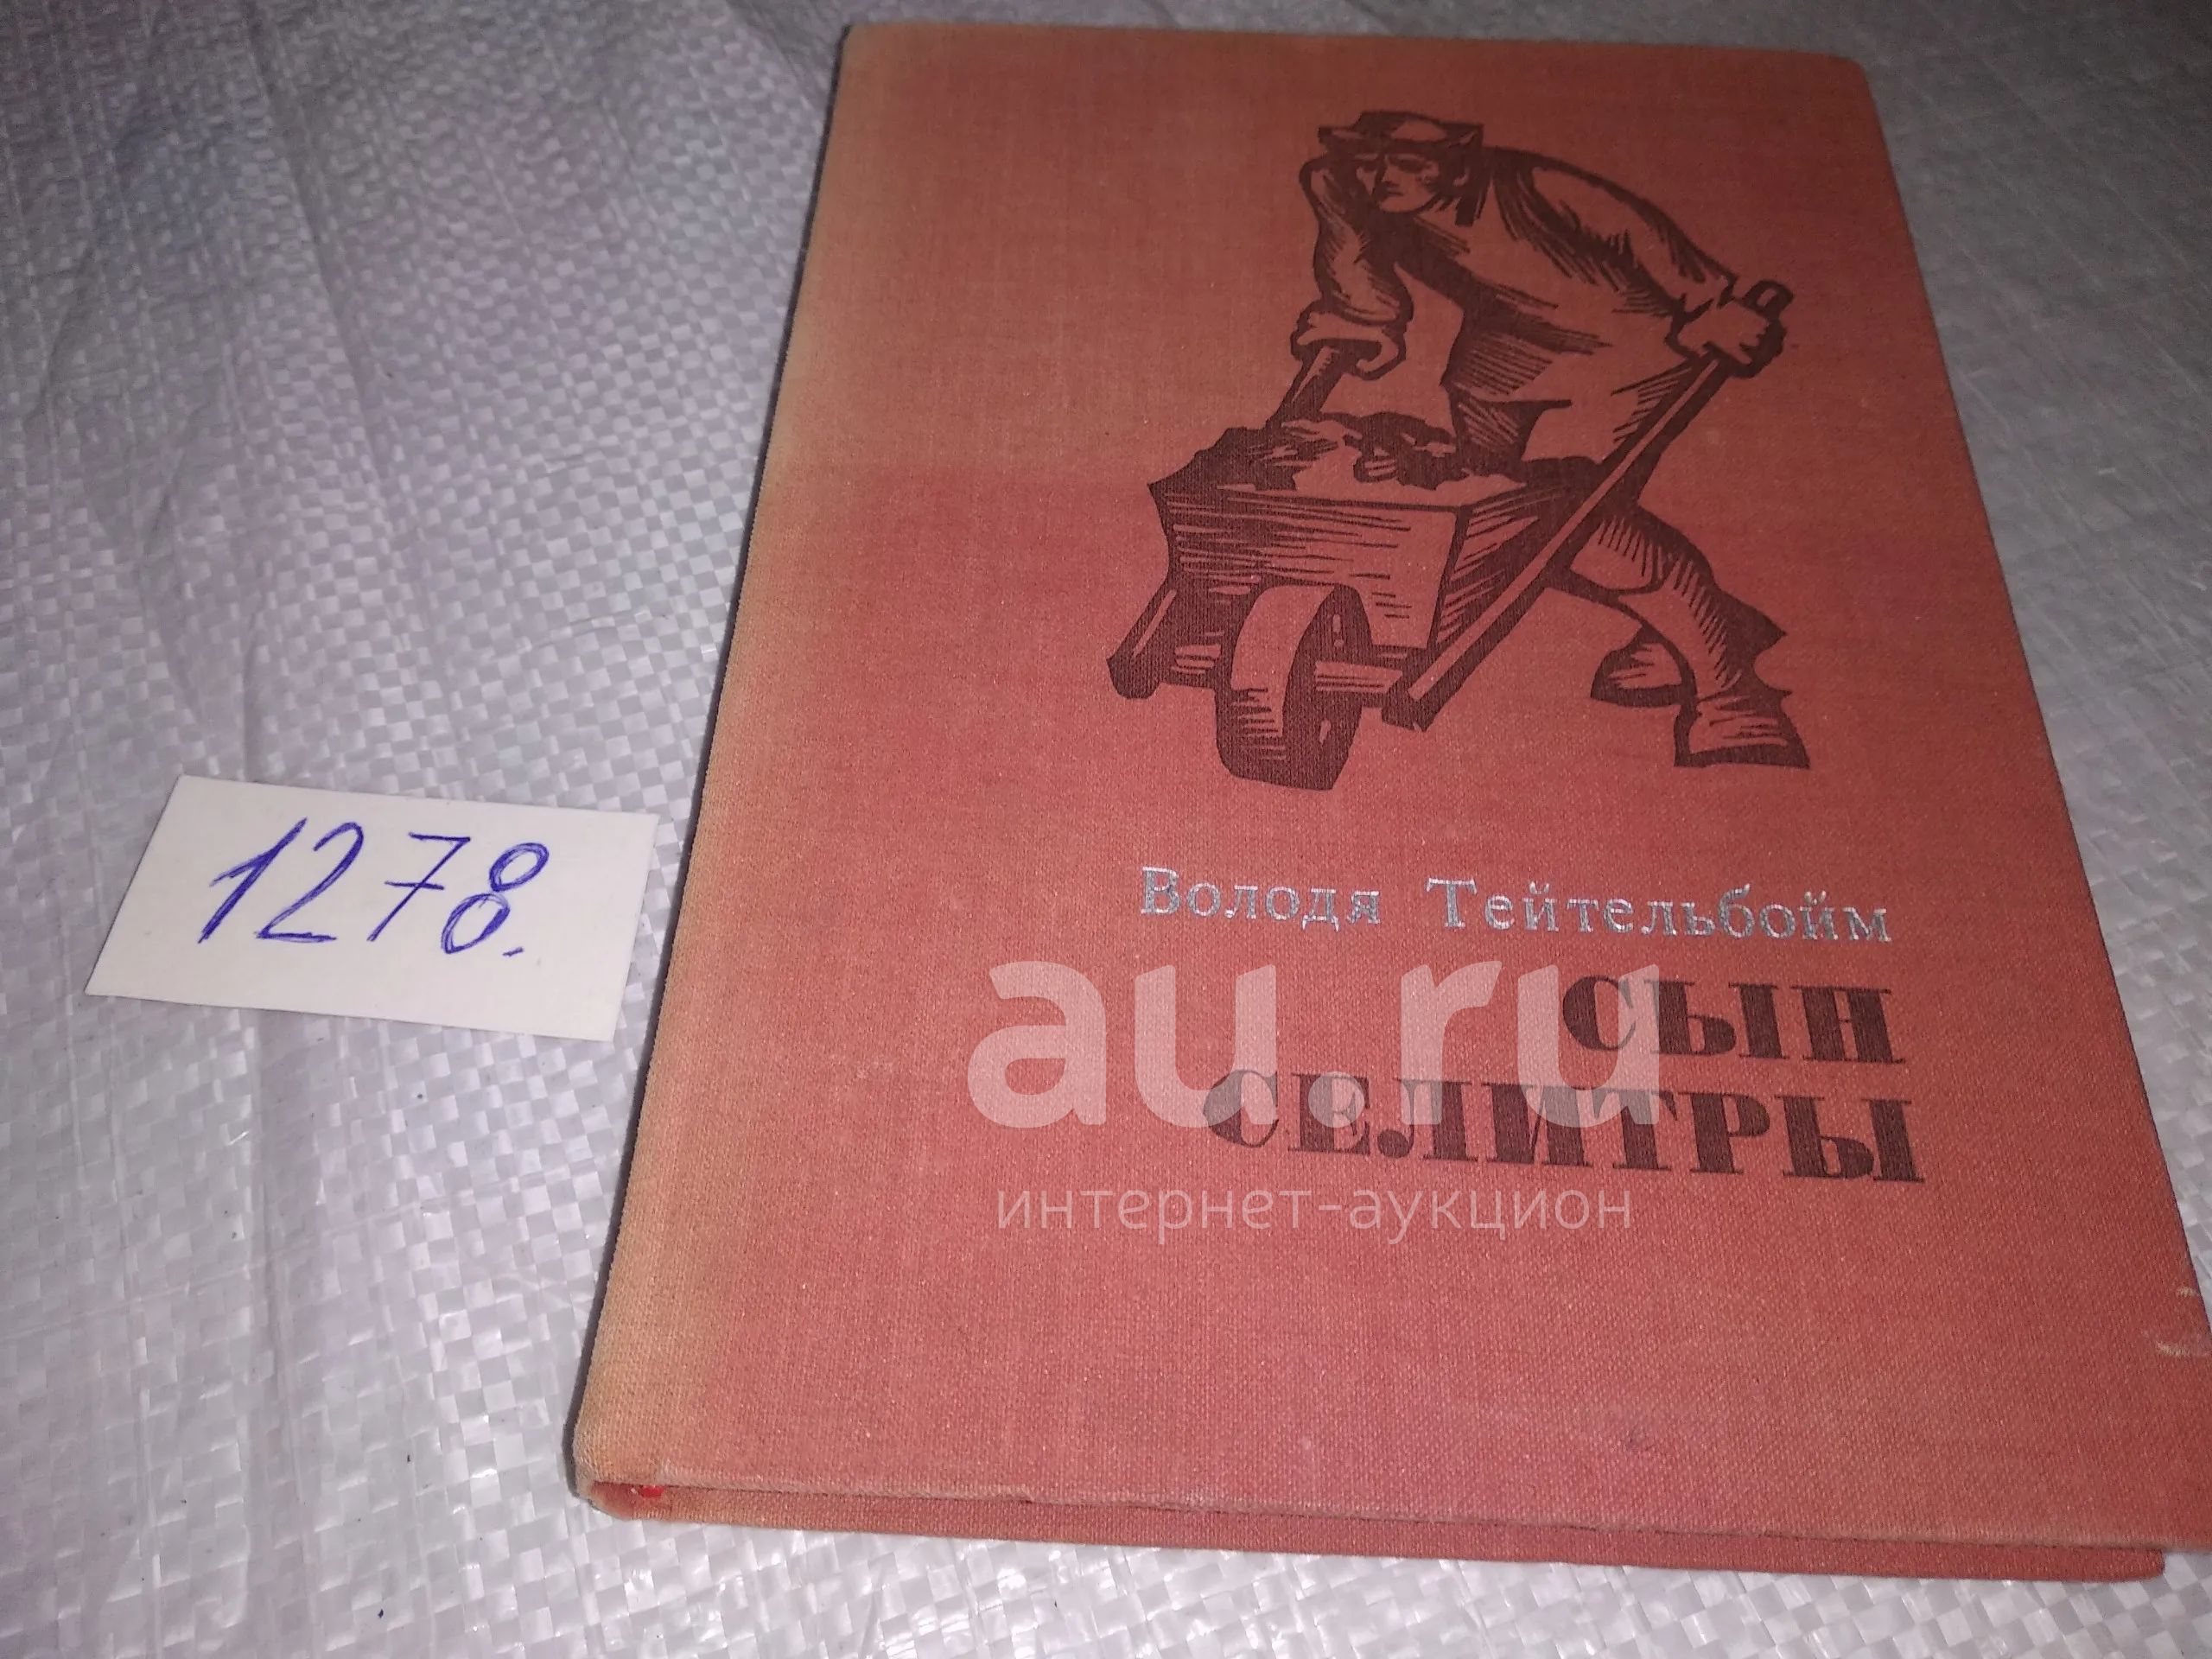 1278.
Володя Тейтельбойм
СЫН
СЕЛИТРЫ
au.ru
интернет-аукцион